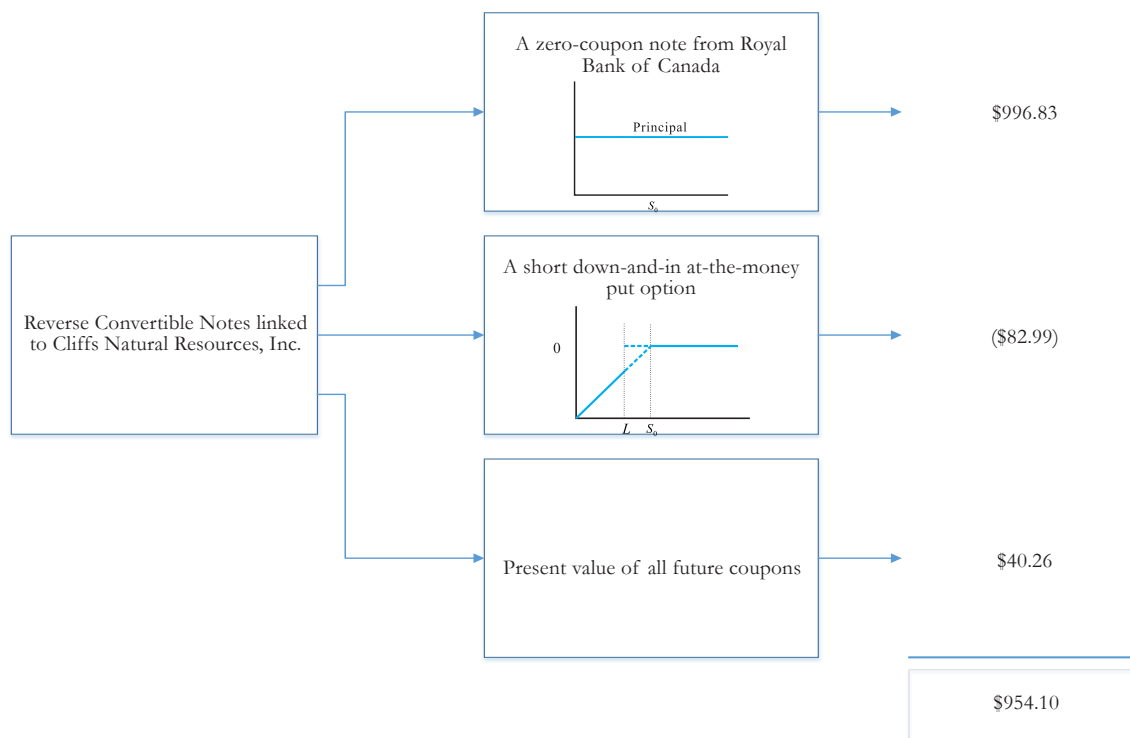 A zero-coupon note from Royal
Bank of Canada
Principal
S₀
$996.83
Reverse Convertible Notes linked
to Cliffs Natural Resources, Inc.
A short down-and-in at-the-money
put option
0
L S₀
($82.99)
Present value of all future coupons
$40.26
$954.10